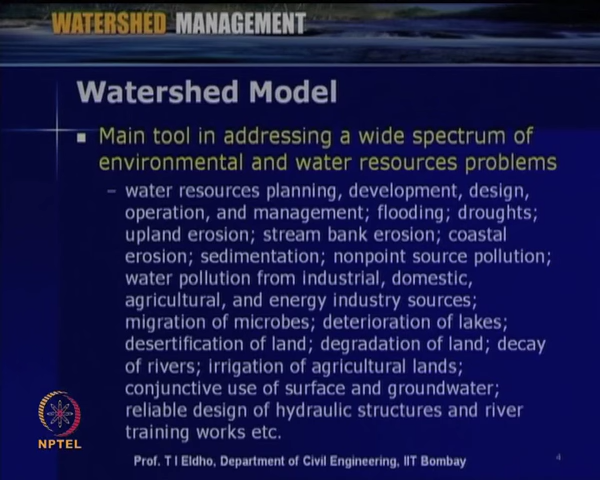 WATERSHED MANAGEMENT
Watershed Model
Main tool in addressing a wide spectrum of
environmental and water resources problems
– water resources planning, development, design,
operation, and management; flooding; droughts;
upland erosion; stream bank erosion; coastal
erosion; sedimentation; nonpoint source pollution;
water pollution from industrial, domestic,
agricultural, and energy industry sources;
migration of microbes; deterioration of lakes;
desertification of land; degradation of land; decay
of rivers; irrigation of agricultural lands;
conjunctive use of surface and groundwater;
reliable design of hydraulic structures and river
training works etc.
NPTEL
Prof. T I Eldho, Department of Civil Engineering, IIT Bombay
4